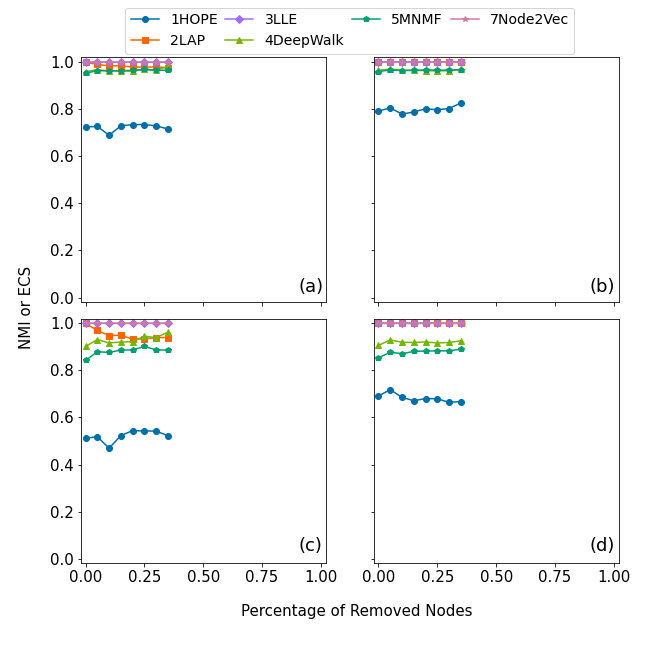 1HOPE 3LLE 5MNMF 7Node2Vec
2LAP 4DeepWalk
1.0
0.8
0.6
0.4
0.2
0.0
(a) (b)
NMI or ECS
1.0
0.8
0.6
0.4
0.2
0.0
(c) (d)
0.00 0.25 0.50 0.75 1.00 0.00 0.25 0.50 0.75 1.00
Percentage of Removed Nodes